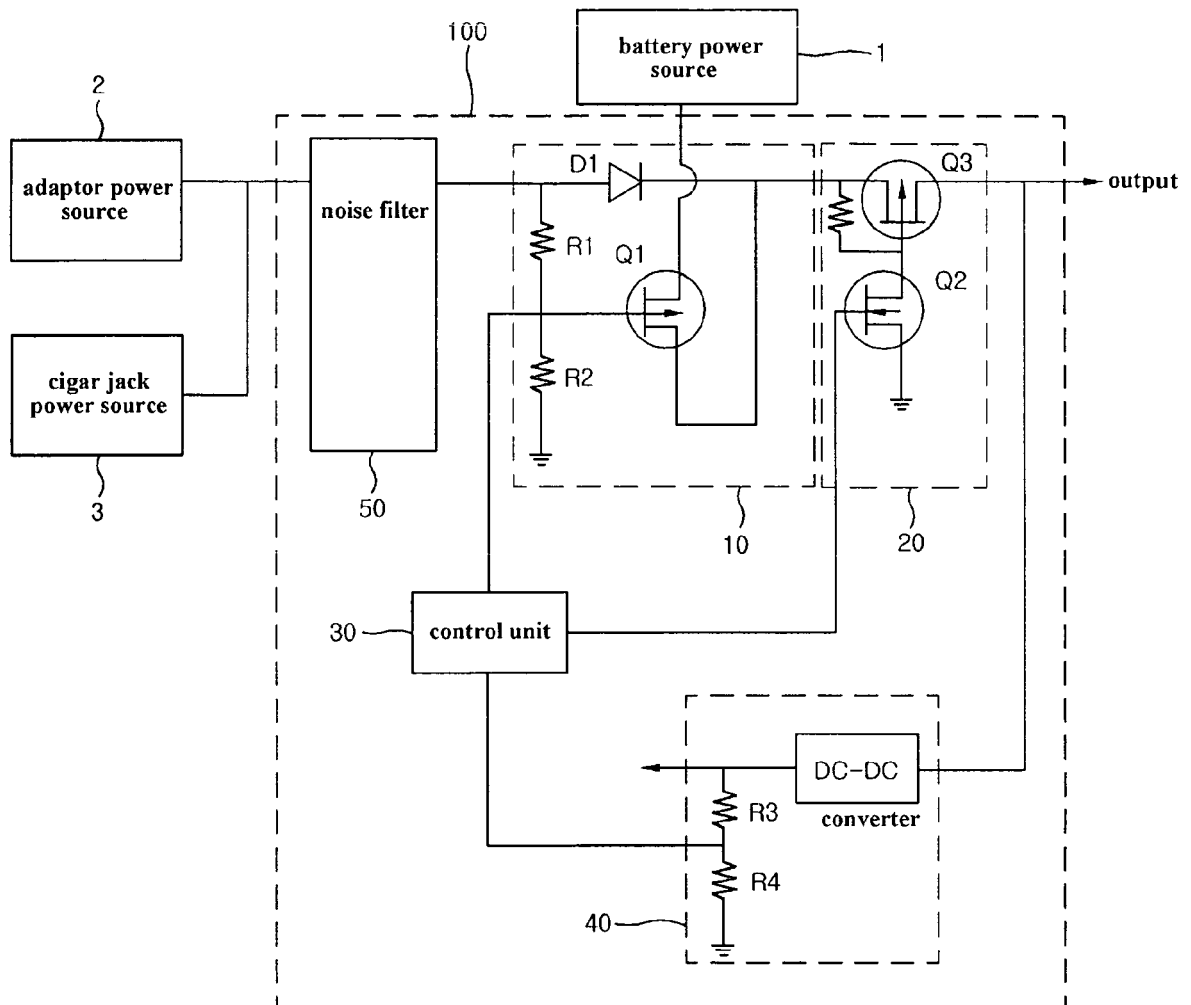 battery power
source
1
100
2
adaptor power
source
noise filter
D1
Q3
output
R1
Q1
Q2
R2
cigar jack
power source
3
50
10
20
30
control unit
DC-DC
converter
R3
R4
40